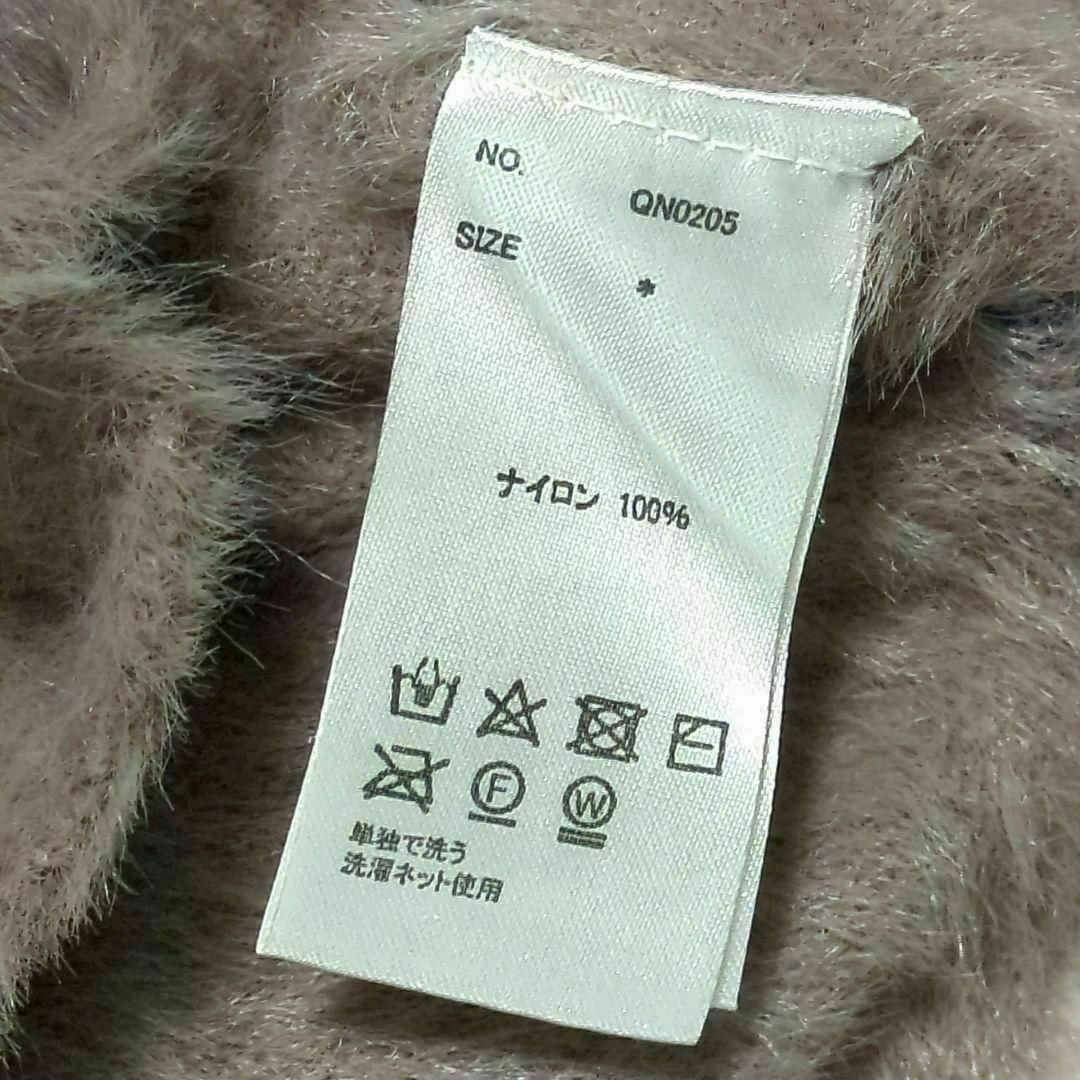 NO.
QN0205
SIZE
*
ナイロン 100%
F W
単独で洗う
洗濯ネット使用